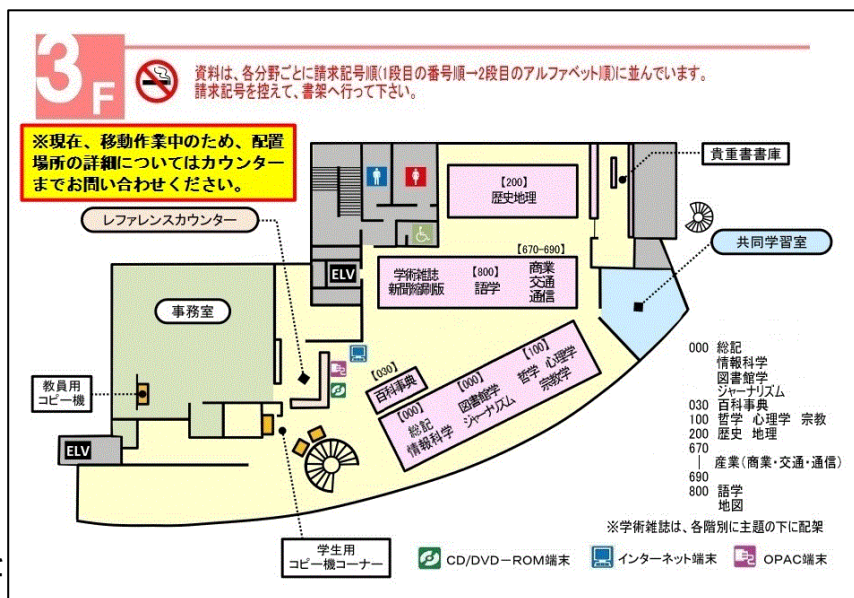 3F
資料は、各分野ごとに請求記号順(1段目の番号順→2段目のアルファベット順)に並んでいます。
請求記号を控えて、書架へ行って下さい。
※現在、移動作業中のため、配置
場所の詳細についてはカウンター
までお問い合わせください。
貴重書書庫
【200】
歴史地理
レファレンスカウンター
共同学習室
【670-690】
ELV
学術雑誌
新聞縮刷版
【800】
語学
商業
交通
通信
事務室
【030】
百科事典
【000】
総記
情報科学
【000】
図書館学
ジャーナリズム
【100】
哲学 心理学
宗教学
教員用
コピー機
ELV
000 総記
情報科学
図書館学
ジャーナリズム
030 百科事典
100 哲学 心理学 宗教
200 歴史 地理
670
| 産業(商業・交通・通信)
690
800 語学
地図
※学術雑誌は、各階別に主題の下に配架
学生用
コピー機コーナー
CD/DVD-ROM端末
インターネット端末
OPAC端末